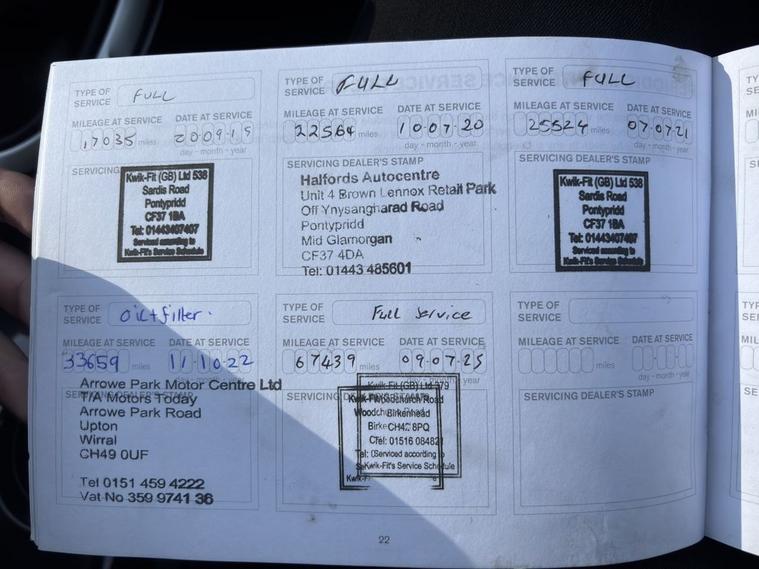 TYPE OF SERVICE FULL
MILEAGE AT SERVICE DATE AT SERVICE
17035 miles 20·09·19
day - month - year
SERVICING
Kwik-Fit (GB) Ltd 538
Sardis Road
Pontypridd
CF37 1BA
Tel: 01443407407
Serviced according to
Kwik-Fit's Service Schedule
TYPE OF SERVICE FULL
MILEAGE AT SERVICE DATE AT SERVICE
22564 miles 10·07·20
day - month - year
SERVICING DEALER'S STAMP
Halfords Autocentre
Unit 4 Brown Lennox Retail Park
Off Ynysangharad Road
Pontypridd
Mid Glamorgan
CF37 4DA
Tel: 01443 485601
TYPE OF SERVICE FULL
MILEAGE AT SERVICE DATE AT SERVICE
25524 miles 07·07·21
day - month - year
SERVICING DEALER'S STAMP
Kwik-Fit (GB) Ltd 538
Sardis Road
Pontypridd
CF37 1BA
Tel: 01443407407
Serviced according to
Kwik-Fit's Service Schedule
TYPE OF SERVICE oil+filter.
MILEAGE AT SERVICE DATE AT SERVICE
33659 miles 11·10·22
Arrowe Park Motor Centre Ltd
T/A Motors Today
Arrowe Park Road
Upton
Wirral
CH49 0UF
Tel 0151 459 4222
Vat No 359 9741 36
TYPE OF SERVICE Full Service
MILEAGE AT SERVICE DATE AT SERVICE
67439 miles 09·07·25
year
Kwik-Fit (GB) Ltd
Woodchurch Road
Birkenhead
CH42 8PQ
Tel: 01516 08482
Serviced according to
Kwik-Fit's Service Schedule
TYPE OF SERVICE
MILEAGE AT SERVICE DATE AT SERVICE
miles
day - month - year
SERVICING DEALER'S STAMP
22